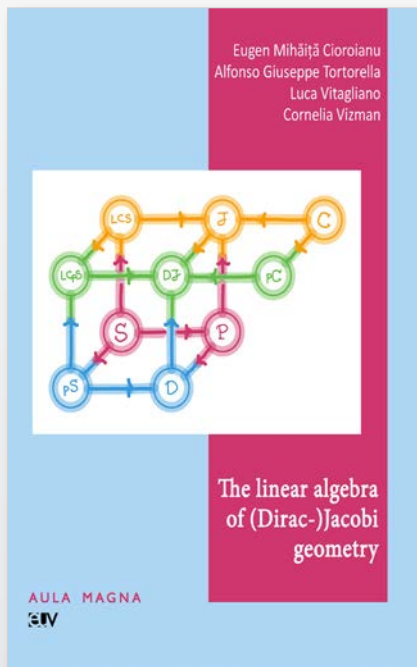 Eugen Mihăiță Cioroianu
Alfonso Giuseppe Tortorella
Luca Vitagliano
Cornelia Vizman
LCS J C
LCpS DJ pC
S P
pS D
The linear algebra
of (Dirac-)Jacobi
geometry
AULA MAGNA